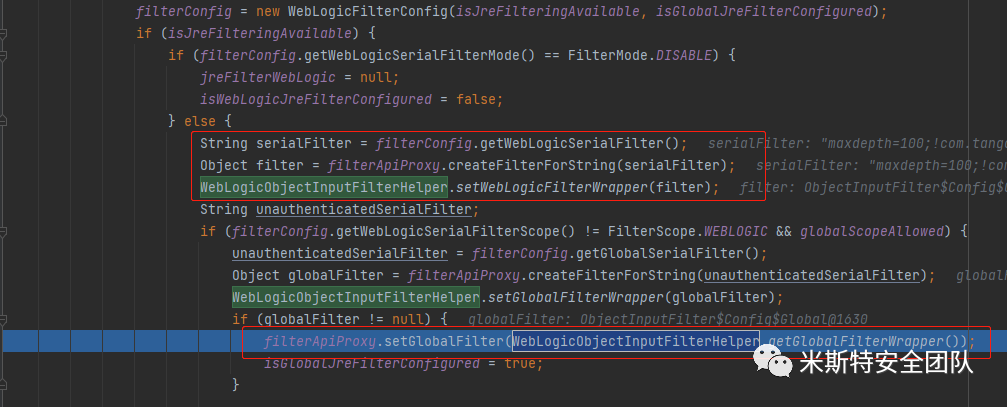 filterConfig = new WebLogicFilterConfig(isJreFilteringAvailable, isGlobalJreFilterConfigured);
if (isJreFilteringAvailable) {
if (filterConfig.getWebLogicSerialFilterMode() == FilterMode.DISABLE) {
jreFilterWebLogic = null;
isWebLogicJreFilterConfigured = false;
} else {
String serialFilter = filterConfig.getWebLogicSerialFilter(); serialFilter: "maxdepth=100;!com.tange
Object filter = filterApiProxy.createFilterForString(serialFilter); serialFilter: "maxdepth=100;!co
WebLogicObjectInputFilterHelper.setWebLogicFilterWrapper(filter); filter: ObjectInputFilter$Config$G
String unauthenticatedSerialFilter;
if (filterConfig.getWebLogicSerialFilterScope() != FilterScope.WEBLOGIC && globalScopeAllowed) {
unauthenticatedSerialFilter = filterConfig.getGlobalSerialFilter();
Object globalFilter = filterApiProxy.createFilterForString(unauthenticatedSerialFilter); globalF
WebLogicObjectInputFilterHelper.setGlobalFilterWrapper(globalFilter);
if (globalFilter != null) { globalFilter: ObjectInputFilter$Config$Global@1630
filterApiProxy.setGlobalFilter(WebLogicObjectInputFilterHelper.getGlobalFilterWrapper());
isGlobalJreFilterConfigured = true;
}
米斯特安全团队